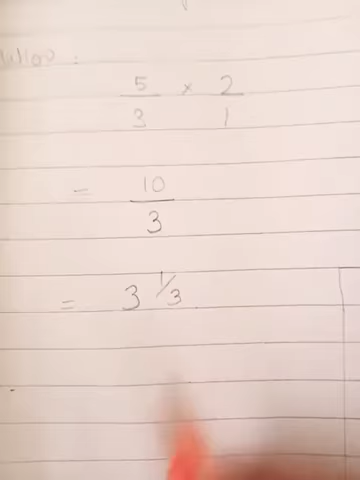 5/3 × 2/1
= 10/3
= 3 1/3